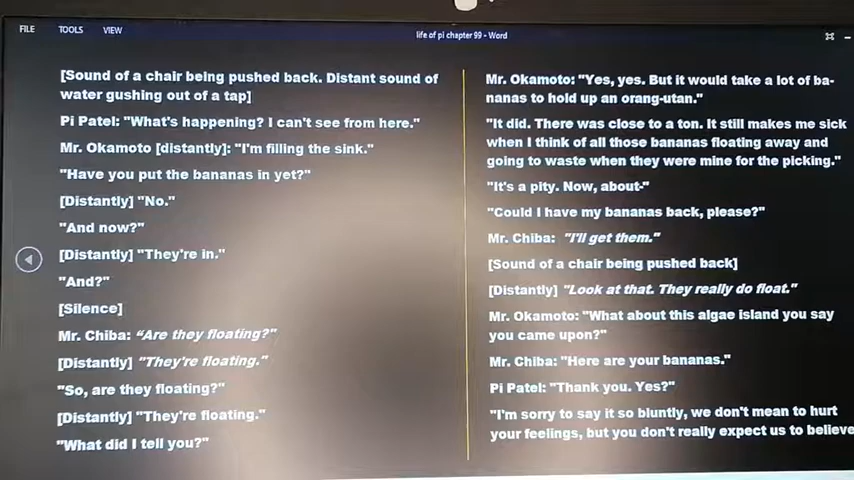 FILE TOOLS VIEW
life of pi chapter 99 - Word
[Sound of a chair being pushed back. Distant sound of
water gushing out of a tap]
Pi Patel: "What's happening? I can't see from here."
Mr. Okamoto [distantly]: "I'm filling the sink."
"Have you put the bananas in yet?"
[Distantly] "No."
"And now?"
[Distantly] "They're in."
"And?"
[Silence]
Mr. Chiba: “Are they floating?"
[Distantly] "They're floating."
"So, are they floating?"
[Distantly] "They're floating."
"What did I tell you?"
Mr. Okamoto: "Yes, yes. But it would take a lot of ba-
nanas to hold up an orang-utan."
"It did. There was close to a ton. It still makes me sick
when I think of all those bananas floating away and
going to waste when they were mine for the picking."
"It's a pity. Now, about-"
"Could I have my bananas back, please?"
Mr. Chiba: "I'll get them."
[Sound of a chair being pushed back]
[Distantly] "Look at that. They really do float."
Mr. Okamoto: "What about this algae island you say
you came upon?"
Mr. Chiba: "Here are your bananas."
Pi Patel: "Thank you. Yes?"
"I'm sorry to say it so bluntly, we don't mean to hurt
your feelings, but you don't really expect us to believe